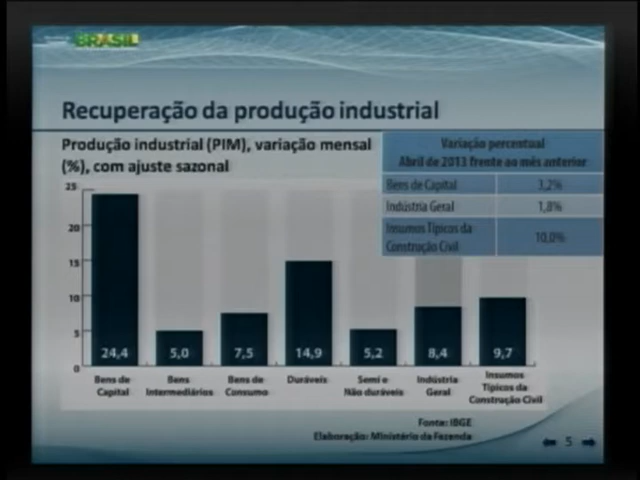 BRASIL
Recuperação da produção industrial
Produção industrial (PIM), variação mensal
(%), com ajuste sazonal
Variação percentual
Abril de 2013 frente ao mês anterior
Bens de Capital 3,2%
Indústria Geral 1,8%
Insumos Típicos da
Construção Civil 10,0%
25
20
15
10
5
0
24,4 5,0 7,5 14,9 5,2 8,4 9,7
Bens de
Capital
Bens
Intermediários
Bens de
Consumo
Duráveis
Semi e
Não duráveis
Indústria
Geral
Insumos
Típicos da
Construção Civil
Fonte: IBGE
Elaboração: Ministério da Fazenda
5